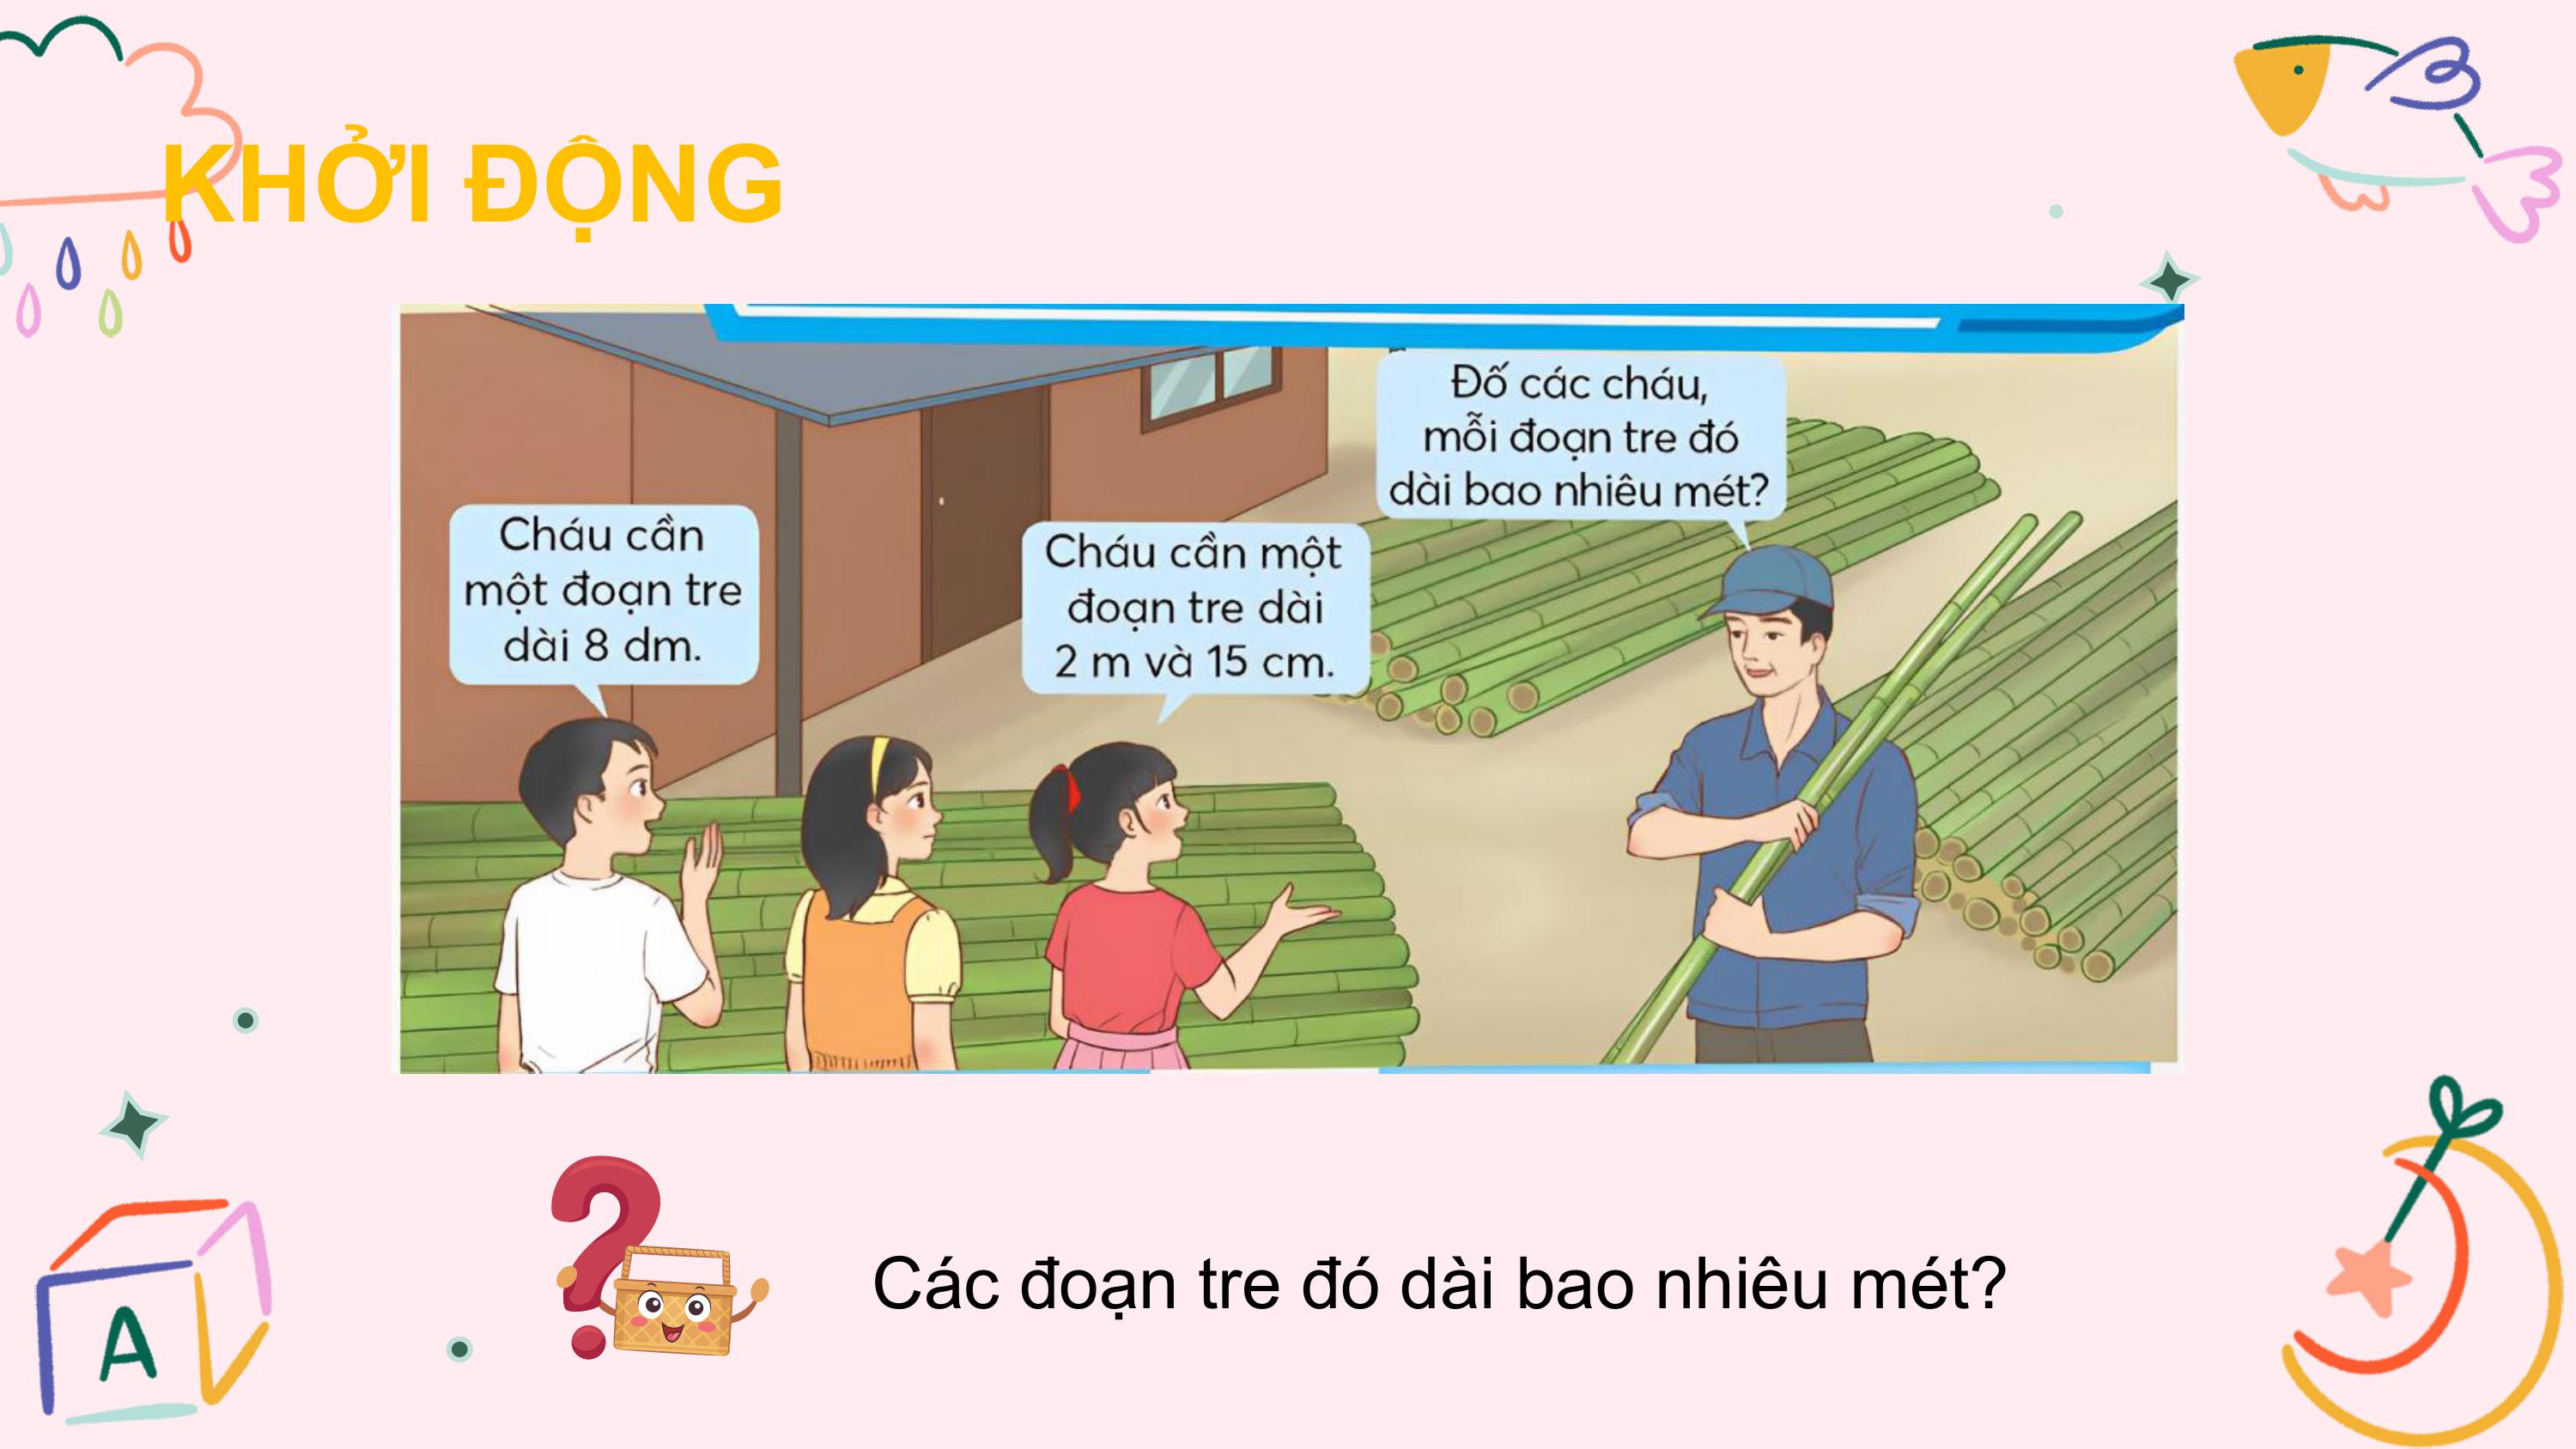 KHỞI ĐỘNG
Đố các cháu,
mỗi đoạn tre đó
dài bao nhiêu mét?
Cháu cần
một đoạn tre
dài 8 dm.
Cháu cần một
đoạn tre dài
2 m và 15 cm.
A
Các đoạn tre đó dài bao nhiêu mét?